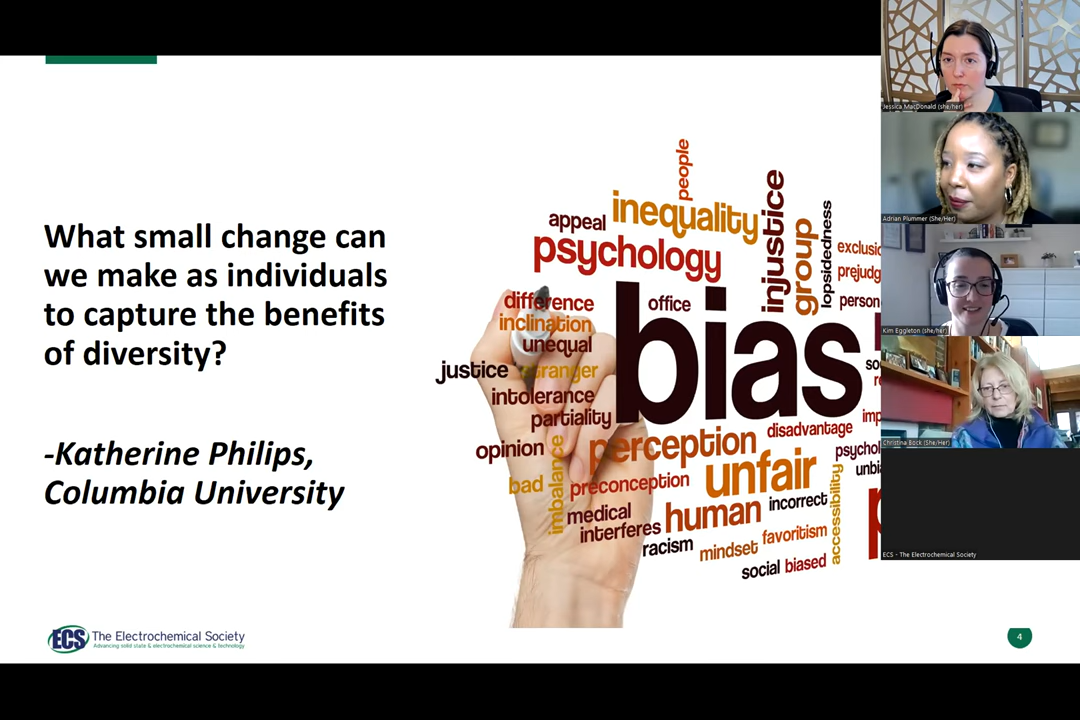 What small change can
we make as individuals
to capture the benefits
of diversity?
-Katherine Philips,
Columbia University
people
appeal
inequality
injustice
group
lopsidedness
psychology
difference
office
inclination
unequal
bias
justice
stranger
intolerance
partiality
opinion
perception
disadvantage
bad
imbalance
preconception
unfair
accessibility
medical
human
incorrect
interferes
racism
mindset
favoritism
social
biased
person
ECS The Electrochemical Society
Advancing solid state & electrochemical science & technology
4
Jessica MacDonald (she/her)
Adrian Plummer (She/Her)
Kim Eggleton (she/her)
Christina Bock (She/Her)
ECS - The Electrochemical Society